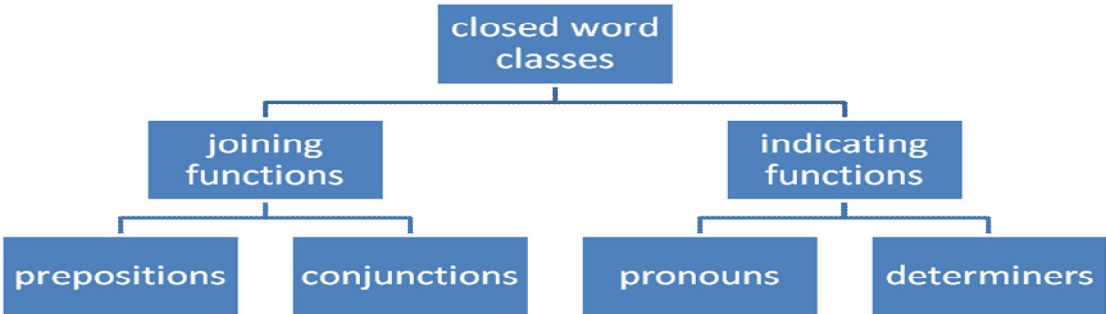 closed word
classes
joining
functions
indicating
functions
prepositions
conjunctions
pronouns
determiners